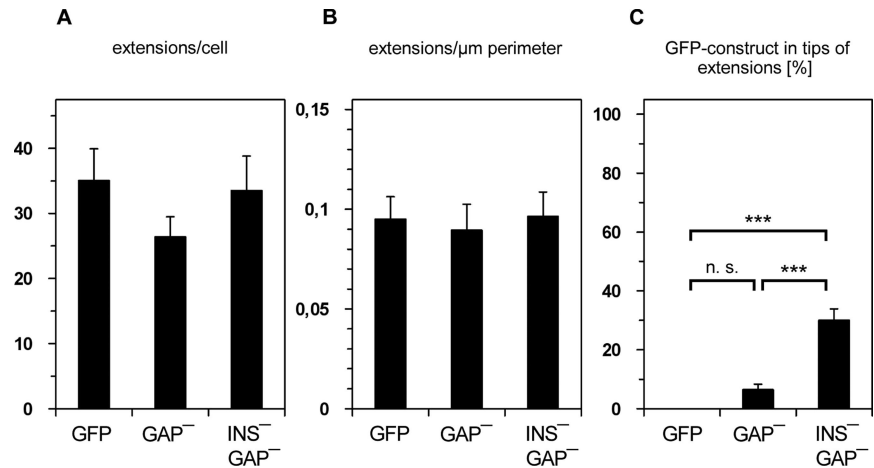 A
extensions/cell
40
30
20
10
0
GFP
GAP—
INS—
GAP—
B
extensions/µm perimeter
0,15
0,1
0,05
0
GFP
GAP—
INS—
GAP—
C
GFP-construct in tips of
extensions [%]
100
80
60
40
20
0
***
n. s.
***
GFP
GAP—
INS—
GAP—